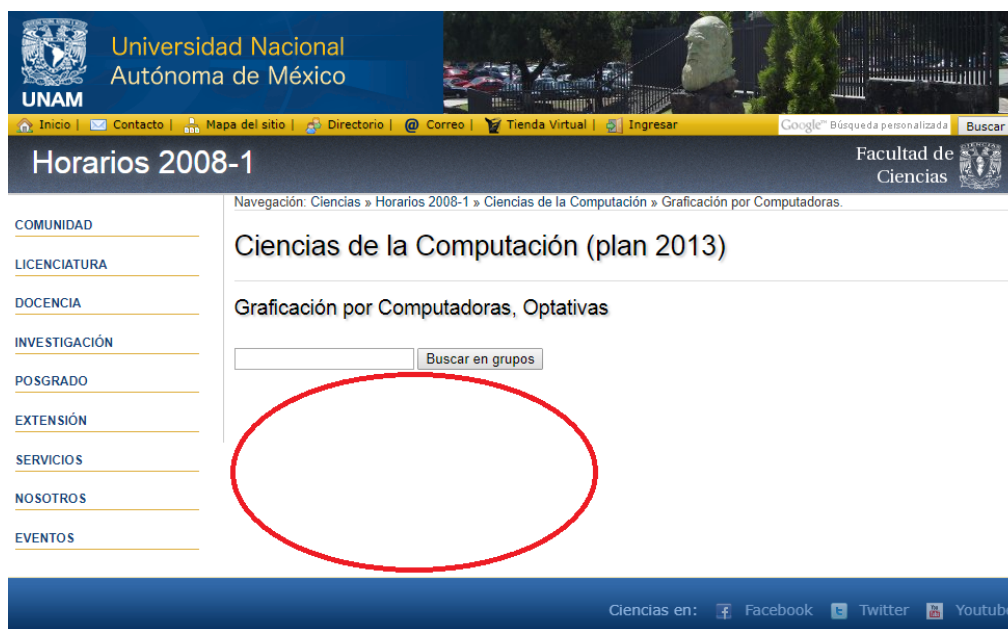 Universidad Nacional
Autónoma de México
UNAM
Inicio | Contacto | Mapa del sitio | Directorio | @ Correo | Tienda Virtual | Ingresar Google™ Búsqueda personalizada Buscar
Horarios 2008-1
Facultad de
Ciencias
Navegación: Ciencias » Horarios 2008-1 » Ciencias de la Computación » Graficación por Computadoras.
COMUNIDAD
LICENCIATURA
DOCENCIA
INVESTIGACIÓN
POSGRADO
EXTENSIÓN
SERVICIOS
NOSOTROS
EVENTOS
Ciencias de la Computación (plan 2013)
Graficación por Computadoras, Optativas
Buscar en grupos
Ciencias en: Facebook Twitter Youtube